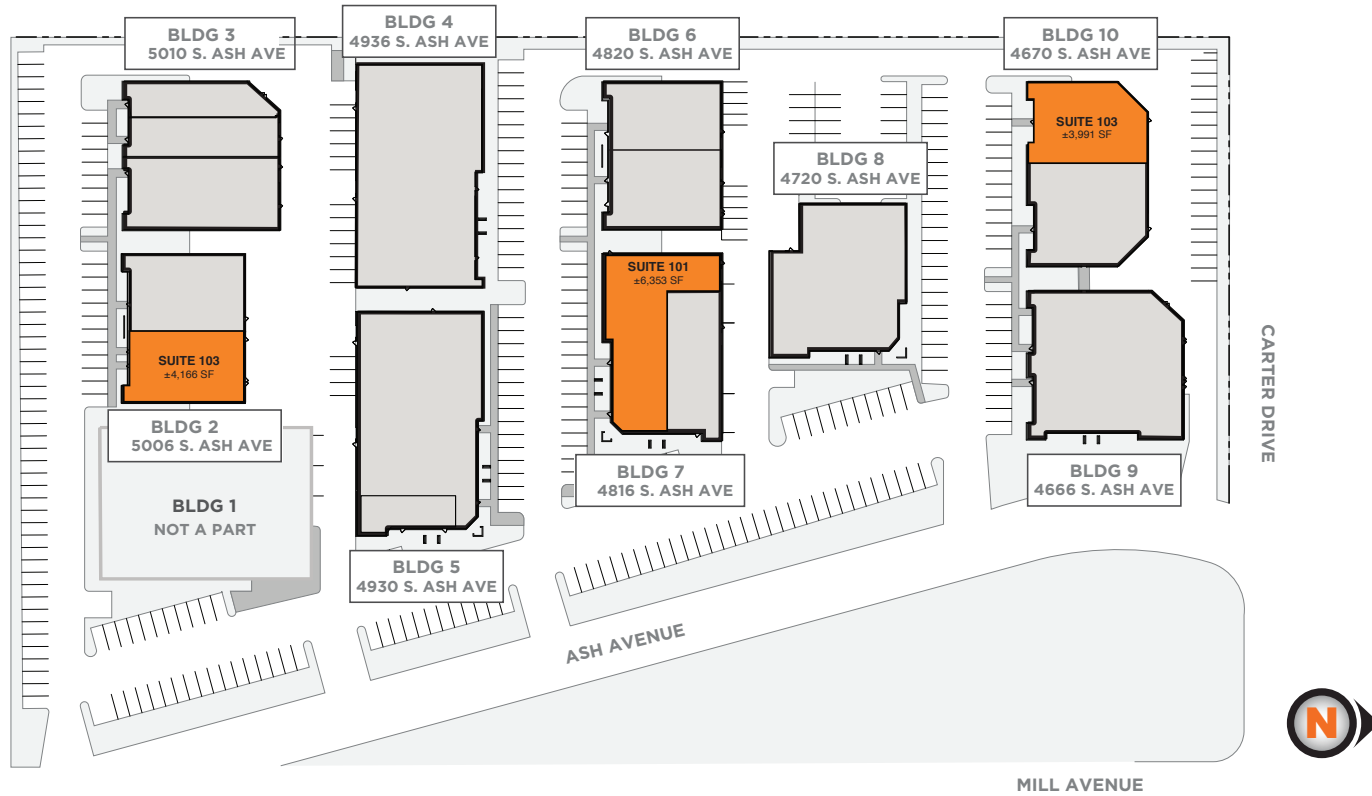 BLDG 3
5010 S. ASH AVE
BLDG 4
4936 S. ASH AVE
BLDG 6
4820 S. ASH AVE
BLDG 10
4670 S. ASH AVE
SUITE 103
±3,991 SF
BLDG 8
4720 S. ASH AVE
SUITE 101
±6,353 SF
SUITE 103
±4,166 SF
CARTER DRIVE
BLDG 2
5006 S. ASH AVE
BLDG 7
4816 S. ASH AVE
BLDG 9
4666 S. ASH AVE
BLDG 1
NOT A PART
BLDG 5
4930 S. ASH AVE
ASH AVENUE
N
MILL AVENUE